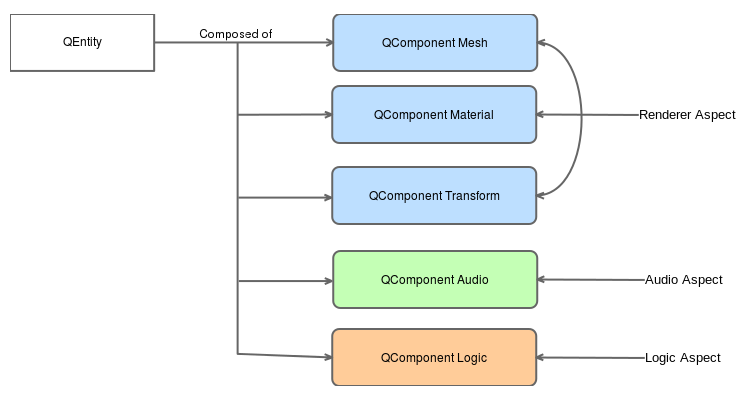 QEntity
Composed of
QComponent Mesh
QComponent Material
Renderer Aspect
QComponent Transform
QComponent Audio
Audio Aspect
QComponent Logic
Logic Aspect